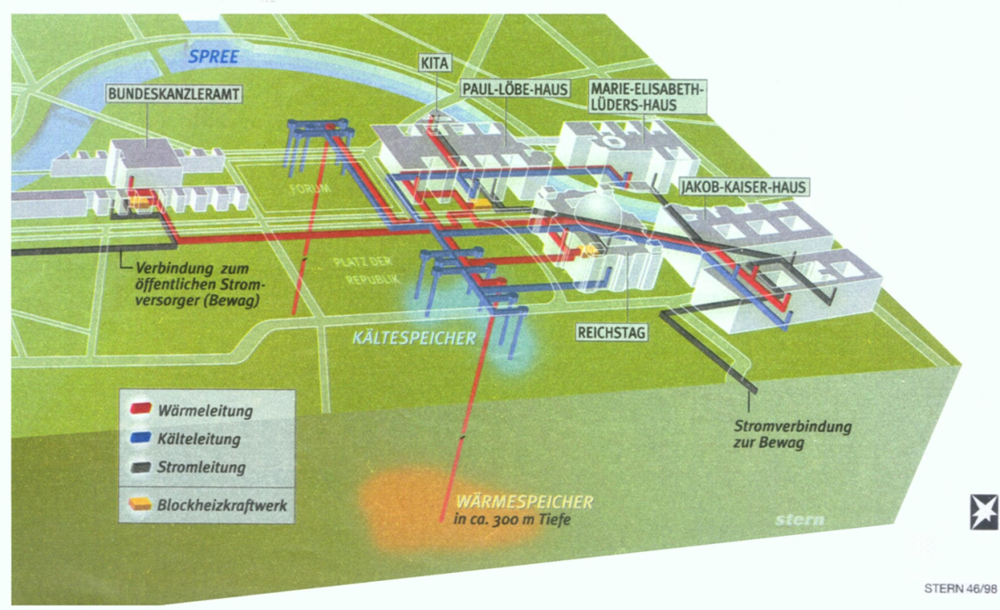 SPREE
KITA
BUNDESKANZLERAMT
PAUL-LÖBE-HAUS
MARIE-ELISABETH-
LÜDERS-HAUS
FORUM
JAKOB-KAISER-HAUS
Verbindung zum
öffentlichen Strom-
versorger (Bewag)
PLATZ DER
REPUBLIK
KÄLTESPEICHER
REICHSTAG
Wärmeleitung
Kälteleitung
Stromleitung
Blockheizkraftwerk
Stromverbindung
zur Bewag
WÄRMESPEICHER
in ca. 300 m Tiefe
stern
STERN 46/98